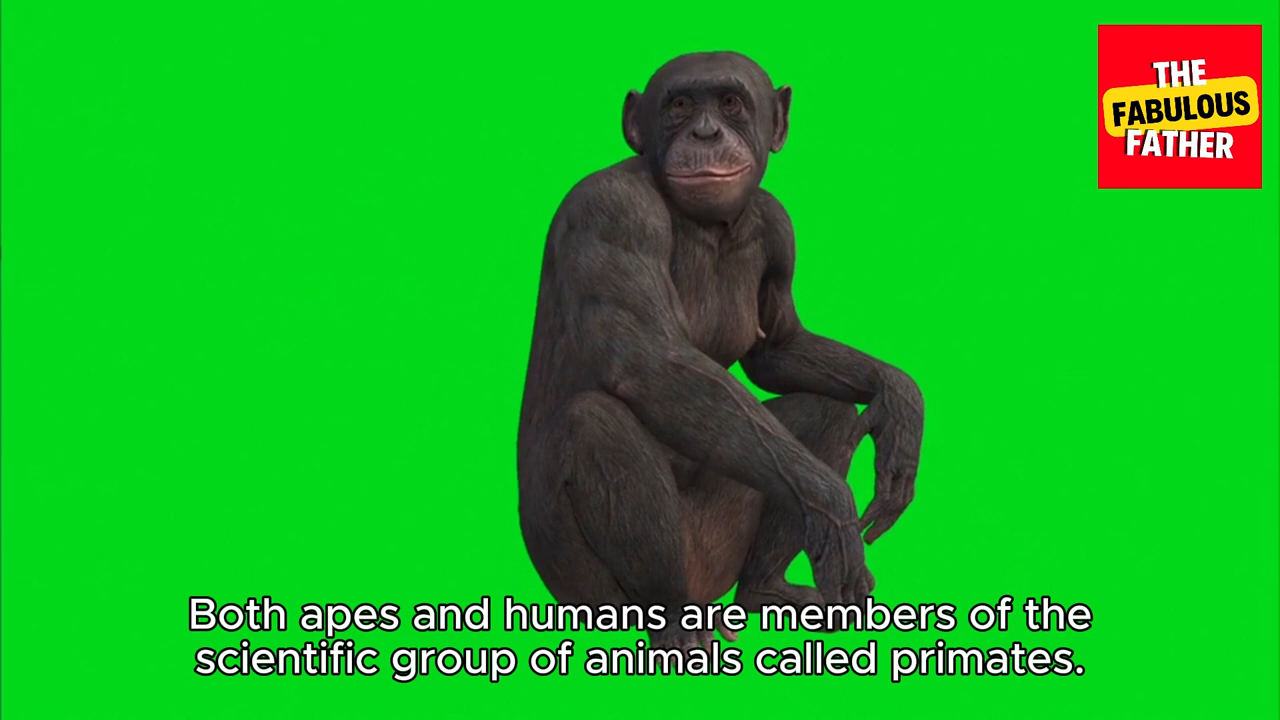 THE
FABULOUS
FATHER
Both apes and humans are members of the
scientific group of animals called primates.